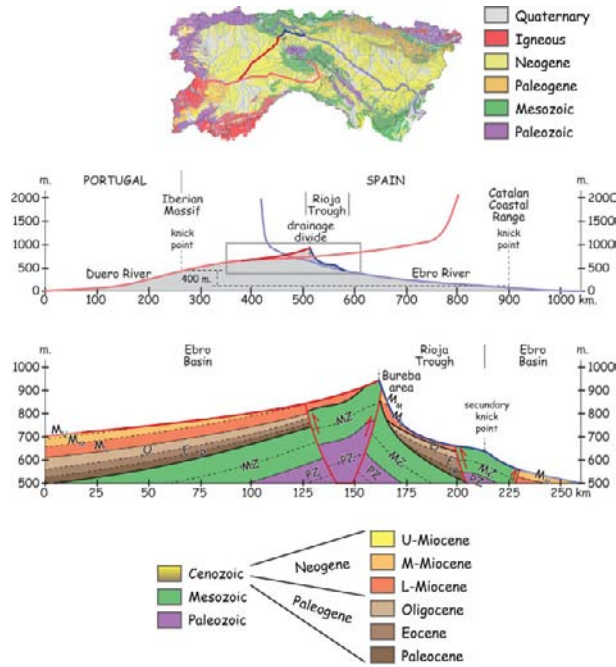 Quaternary
Igneous
Neogene
Paleogene
Mesozoic
Paleozoic
m. PORTUGAL SPAIN m.
2000 Iberian Massif Rioja Trough Catalan Coastal Range 2000
1500 knick point drainage divide knick point 1500
1000 1000
500 Duero River 400 m. Ebro River 500
0 0
0 100 200 300 400 500 600 700 800 900 1000 km.
m. Ebro Basin Rioja Trough Ebro Basin m.
1000 Bureba area 1000
900 secundary knick point 900
800 800
700 700
600 600
500 500
MZ MZ MZ MZ MZ
PZ PZ PZ PZ
0 25 50 75 100 125 150 175 200 225 250 km
Cenozoic
Mesozoic
Paleozoic
Neogene
Paleogene
U-Miocene
M-Miocene
L-Miocene
Oligocene
Eocene
Paleocene